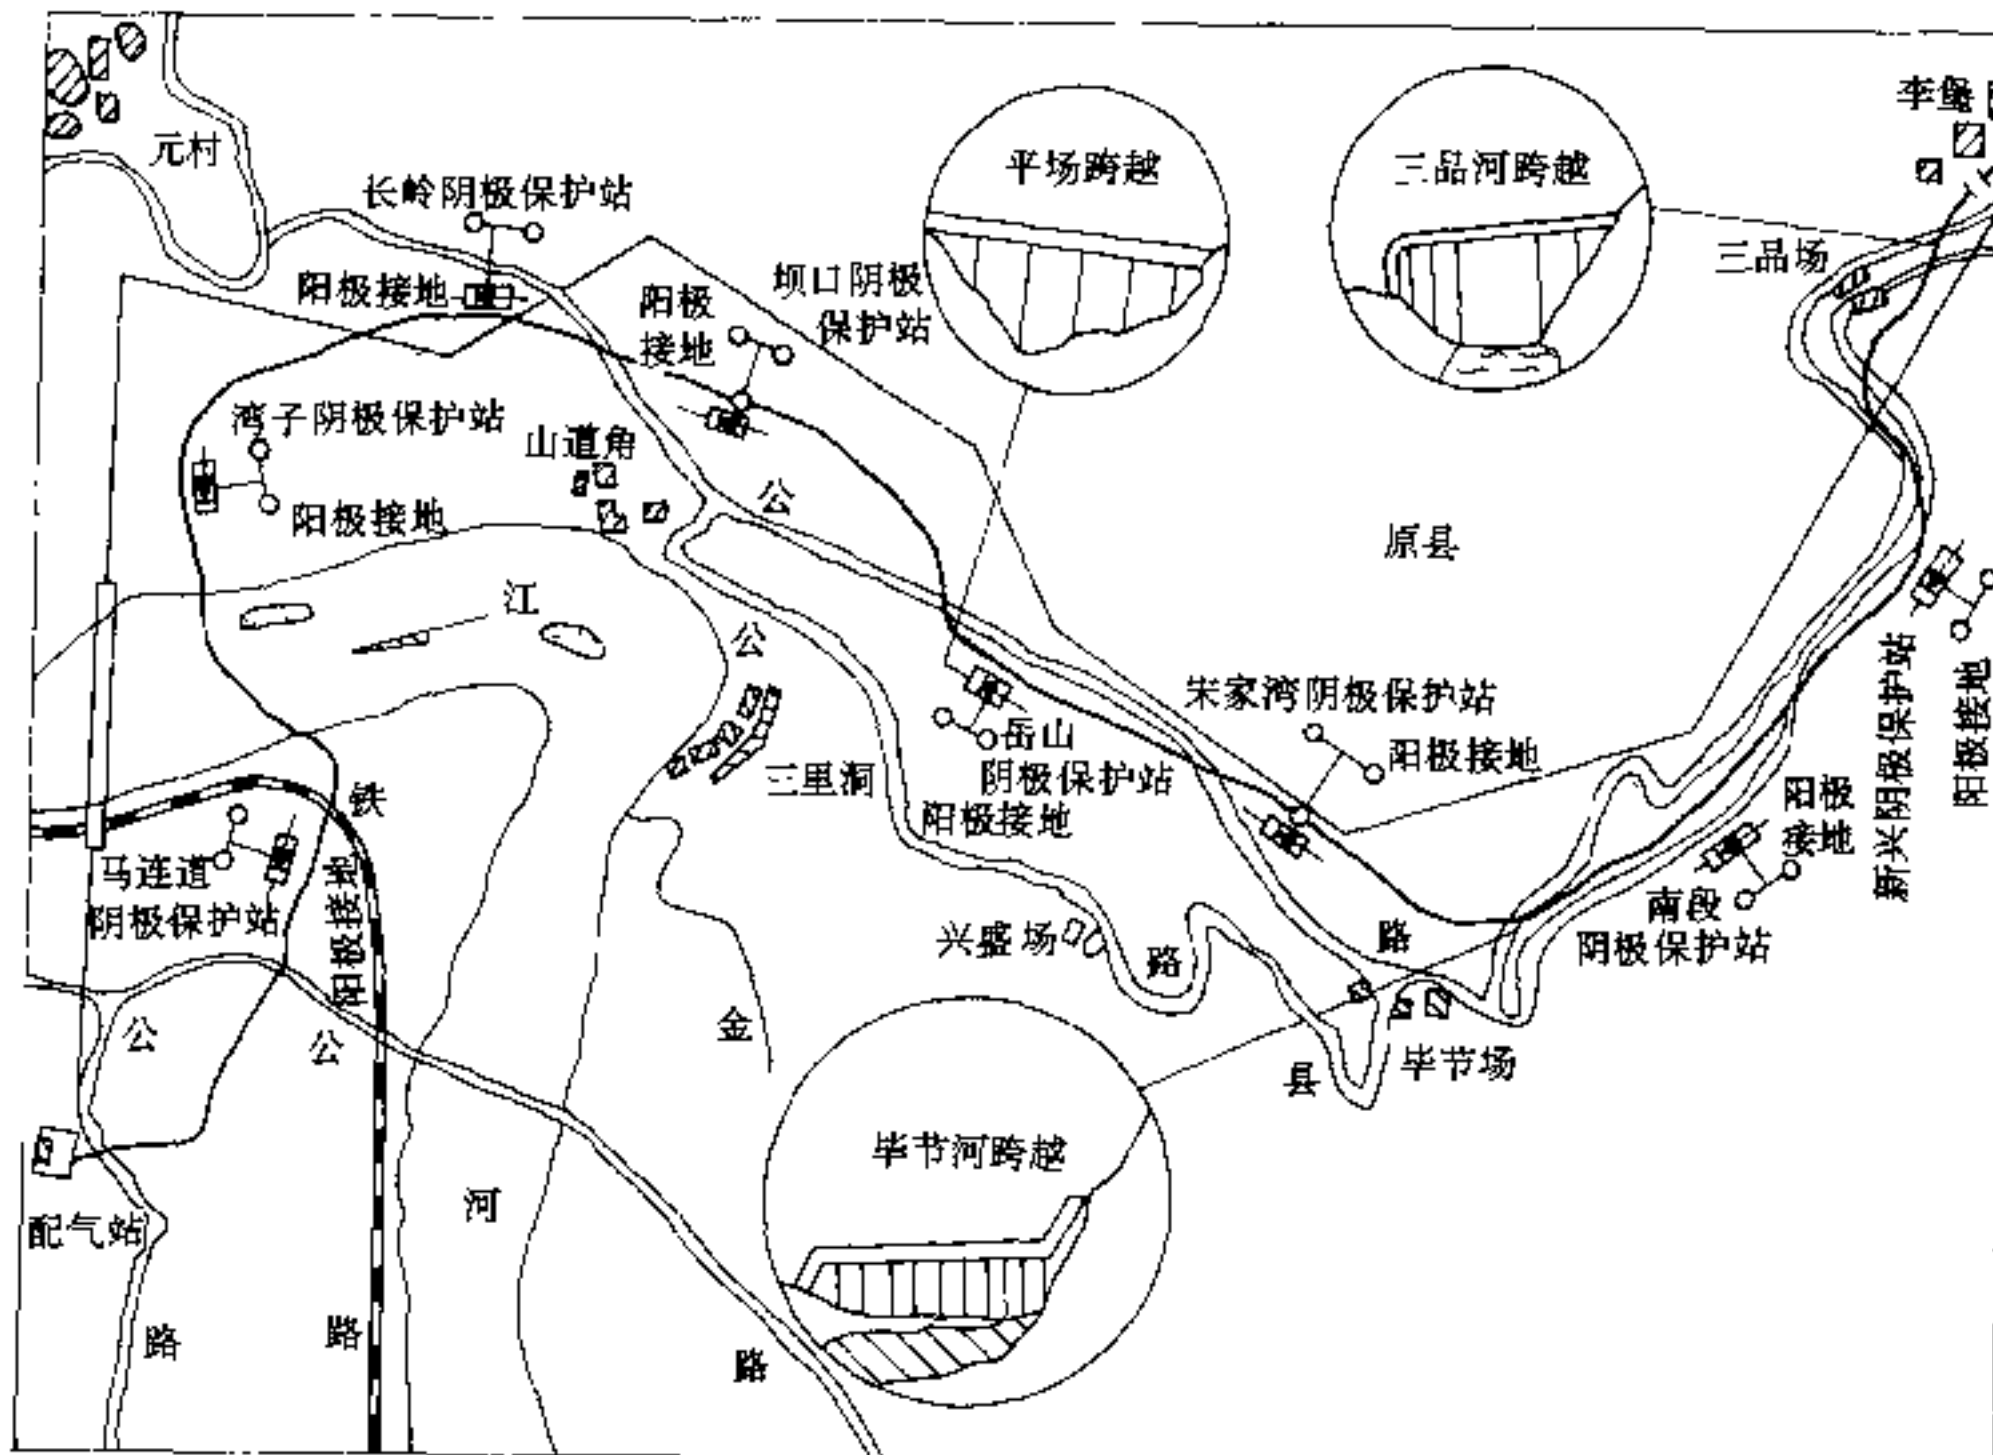 李堡
元村
平场跨越
三品河跨越
长岭阴极保护站
三品场
阳极接地
阳极
接地
坝口阴极
保护站
湾子阴极保护站
山道角
公
阳极接地
原县
江
公
宋家湾阴极保护站
岳山
阴极保护站
阳极接地
三里洞
阳极接地
铁
阳极
接地
新兴阴极保护站
阳极接地
马连道
阴极保护站
阳极接地
南段
阴极保护站
兴盛场
路
路
公
公
金
县
毕节场
毕节河跨越
河
配气站
路
路
路